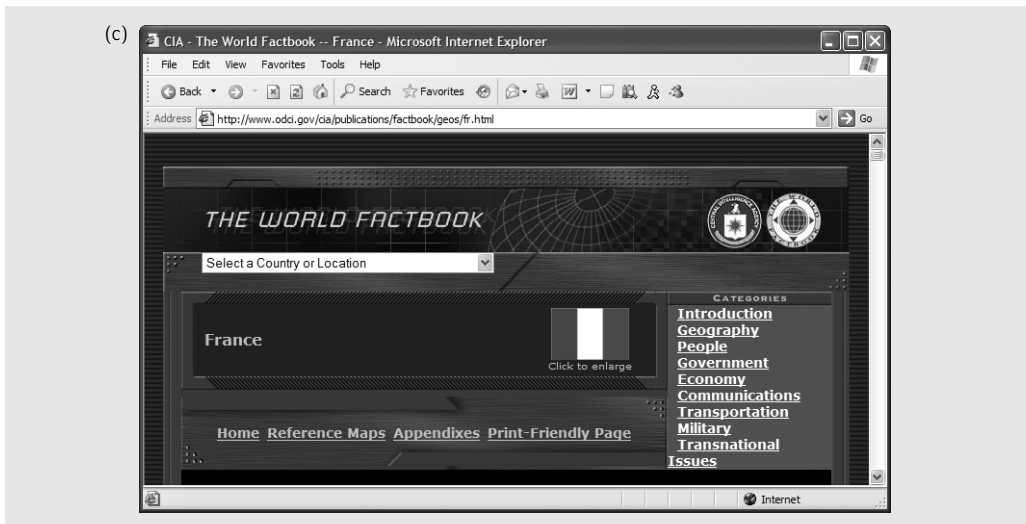 (c)
CIA - The World Factbook -- France - Microsoft Internet Explorer
File Edit View Favorites Tools Help
Back Search Favorites
Address http://www.odci.gov/cia/publications/factbook/geos/fr.html Go
THE WORLD FACTBOOK
Select a Country or Location
CATEGORIES
Introduction
Geography
People
Government
Economy
Communications
Transportation
Military
Transnational
Issues
France
Click to enlarge
Home Reference Maps Appendixes Print-Friendly Page
Internet